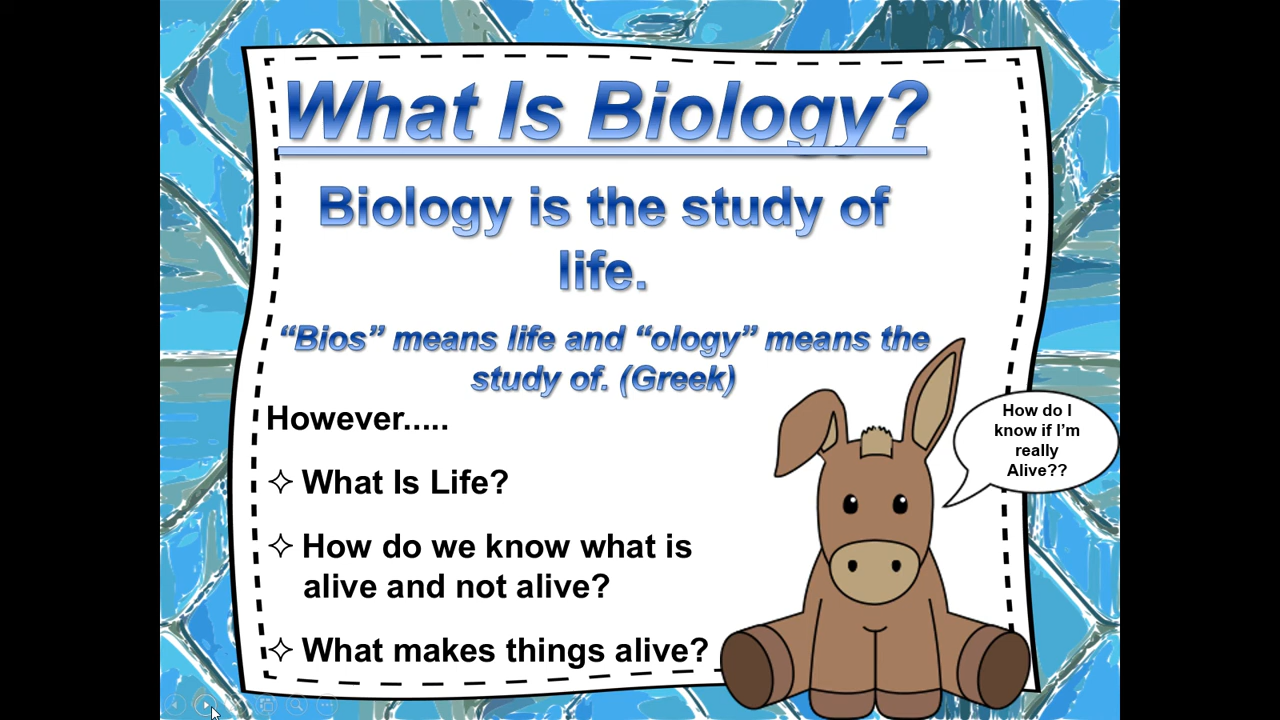 What Is Biology?
Biology is the study of
life.
“Bios” means life and “ology” means the
study of. (Greek)
However.....
What Is Life?
How do we know what is
alive and not alive?
What makes things alive?
How do I
know if I’m
really
Alive??